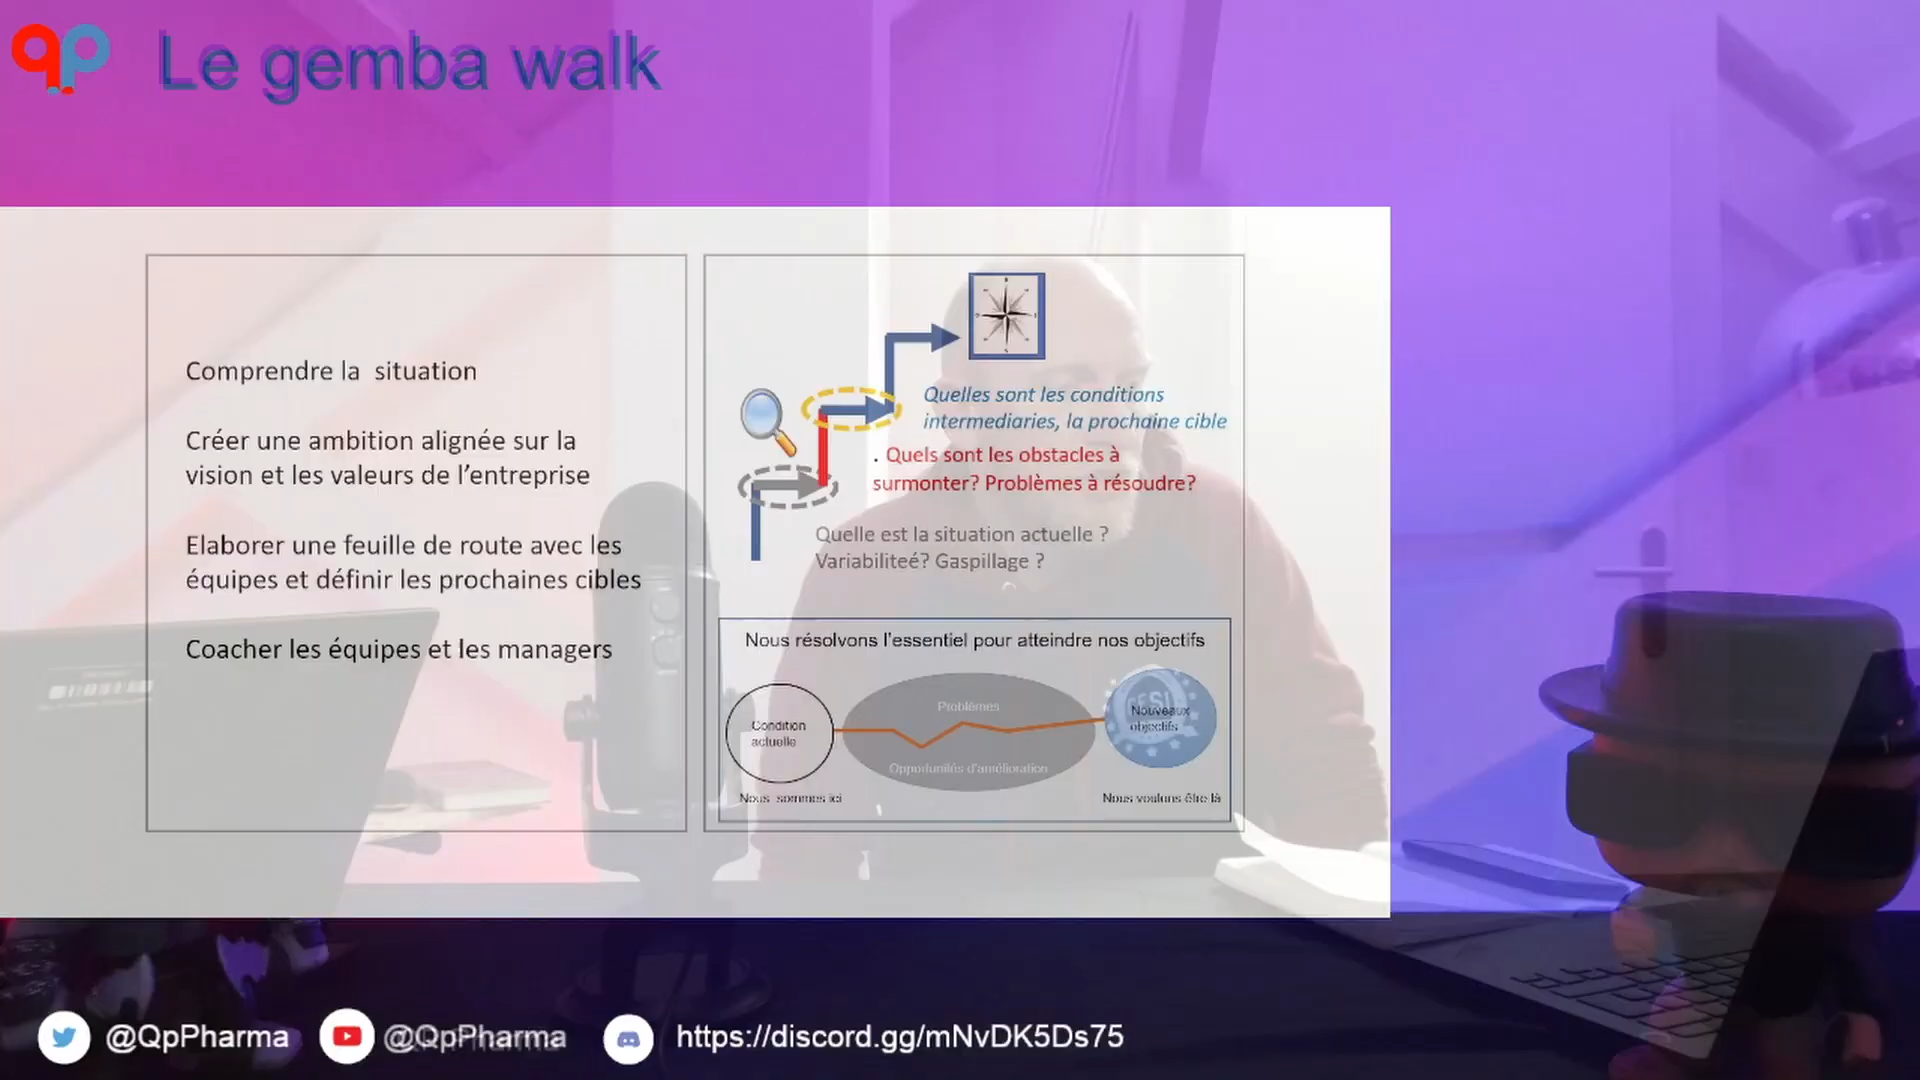 qp
Le gemba walk
Comprendre la situation
Créer une ambition alignée sur la
vision et les valeurs de l’entreprise
Elaborer une feuille de route avec les
équipes et définir les prochaines cibles
Coacher les équipes et les managers
Quelles sont les conditions
intermediaries, la prochaine cible
. Quels sont les obstacles à
surmonter? Problèmes à résoudre?
Quelle est la situation actuelle ?
Variabiliteé? Gaspillage ?
Nous résolvons l’essentiel pour atteindre nos objectifs
Condition
actuelle
Problèmes
Opportunités d'amélioration
Nouveaux
objectifs
Nous sommes ici
Nous voulons être là
@QpPharma
@QpPharma
https://discord.gg/mNvDK5Ds75